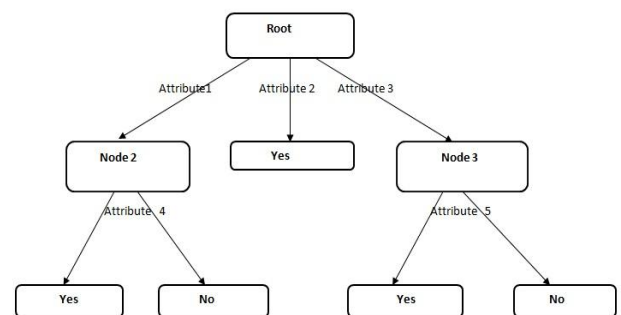 Root
Attribute1 Attribute 2 Attribute 3
Node 2 Yes Node 3
Attribute 4 Attribute 5
Yes No Yes No